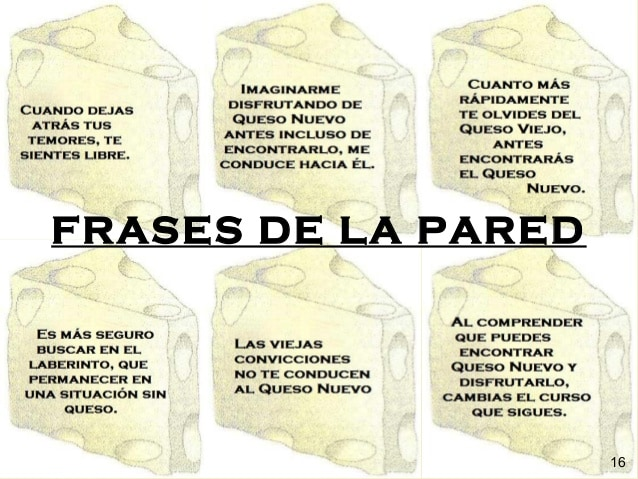 CUANDO DEJAS
ATRÁS TUS
TEMORES, TE
SIENTES LIBRE.
IMAGINARME
DISFRUTANDO DE
QUESO NUEVO
ANTES INCLUSO DE
ENCONTRARLO, ME
CONDUCE HACIA ÉL.
CUANTO MÁS
RÁPIDAMENTE
TE OLVIDES DEL
QUESO VIEJO,
ANTES
ENCONTRARÁS
EL QUESO
NUEVO.
FRASES DE LA PARED
ES MÁS SEGURO
BUSCAR EN EL
LABERINTO, QUE
PERMANECER EN
UNA SITUACIÓN SIN
QUESO.
LAS VIEJAS
CONVICCIONES
NO TE CONDUCEN
AL QUESO NUEVO
AL COMPRENDER
QUE PUEDES
ENCONTRAR
QUESO NUEVO Y
DISFRUTARLO,
CAMBIAS EL CURSO
QUE SIGUES.
16